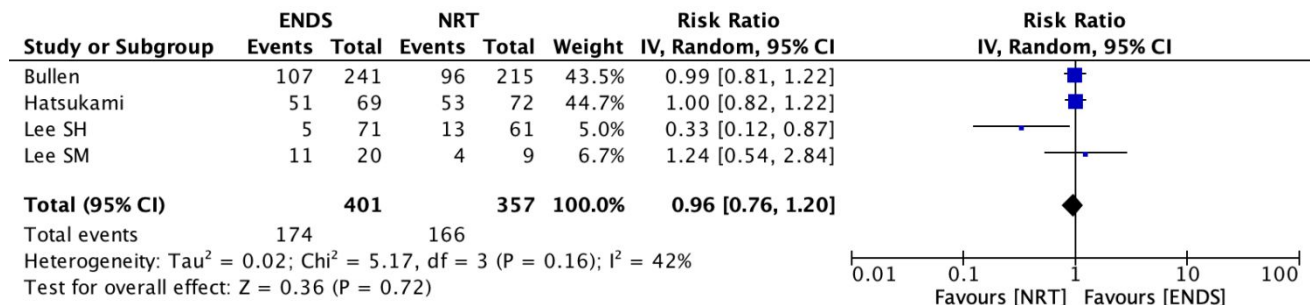 ENDS NRT Risk Ratio Risk Ratio
Study or Subgroup Events Total Events Total Weight IV, Random, 95% CI IV, Random, 95% CI
Bullen 107 241 96 215 43.5% 0.99 [0.81, 1.22]
Hatsukami 51 69 53 72 44.7% 1.00 [0.82, 1.22]
Lee SH 5 71 13 61 5.0% 0.33 [0.12, 0.87]
Lee SM 11 20 4 9 6.7% 1.24 [0.54, 2.84]
Total (95% CI) 401 357 100.0% 0.96 [0.76, 1.20]
Total events 174 166
Heterogeneity: Tau² = 0.02; Chi² = 5.17, df = 3 (P = 0.16); I² = 42%
Test for overall effect: Z = 0.36 (P = 0.72)
0.01 0.1 1 10 100
Favours [NRT] Favours [ENDS]